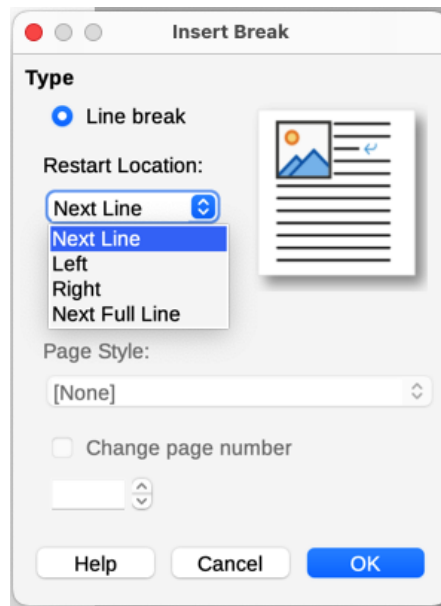 Insert Break
Type
Line break
Restart Location:
Next Line
Next Line
Left
Right
Next Full Line
Page Style:
[None]
Change page number
Help Cancel OK